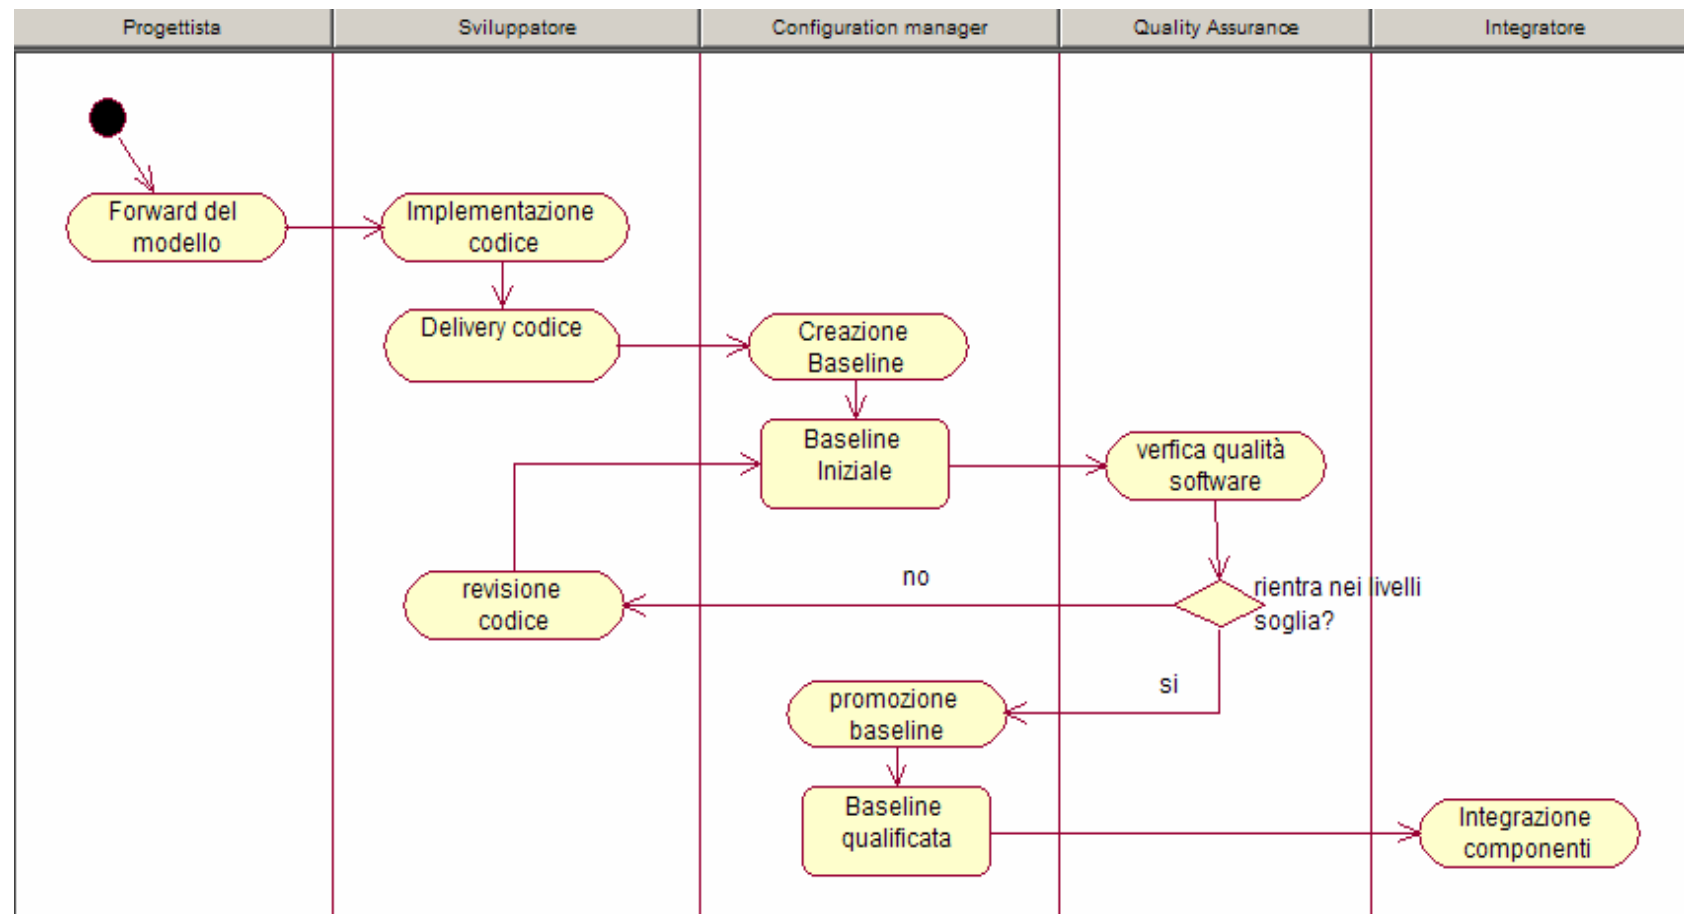 Progettista
Sviluppatore
Configuration manager
Quality Assurance
Integratore
Forward del
modello
Implementazione
codice
Delivery codice
Creazione
Baseline
Baseline
Iniziale
verfica qualità
software
rientra nei livelli
soglia?
no
revisione
codice
si
promozione
baseline
Baseline
qualificata
Integrazione
componenti